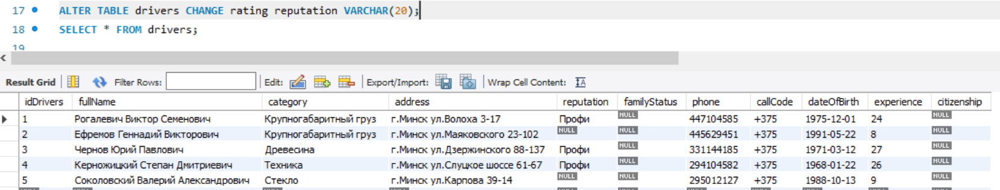 17 ALTER TABLE drivers CHANGE rating reputation VARCHAR(20);
18 SELECT * FROM drivers;
19
Result Grid Filter Rows: Edit: Export/Import: Wrap Cell Content: IA
idDrivers fullName category address reputation familyStatus phone callCode dateOfBirth experience citizenship
1 Рогалевич Виктор Семенович Крупногабаритный груз г.Минск ул.Волоха 3-17 Профи NULL 447104585 +375 1975-12-01 24 NULL
2 Ефремов Геннадий Викторович Крупногабаритный груз г.Минск ул.Маяковского 23-102 NULL NULL 445629451 +375 1991-05-22 8 NULL
3 Чернов Юрий Павлович Древесина г.Минск ул.Дзержинского 88-137 Профи NULL 331144185 +375 1971-03-12 27 NULL
4 Керножицкий Степан Дмитриевич Техника г.Минск ул.Слуцкое шоссе 61-67 Профи NULL 294104582 +375 1968-01-22 26 NULL
5 Соколовский Валерий Александрович Стекло г.Минск ул.Карпова 39-14 NULL NULL 295012127 +375 1988-10-13 9 NULL